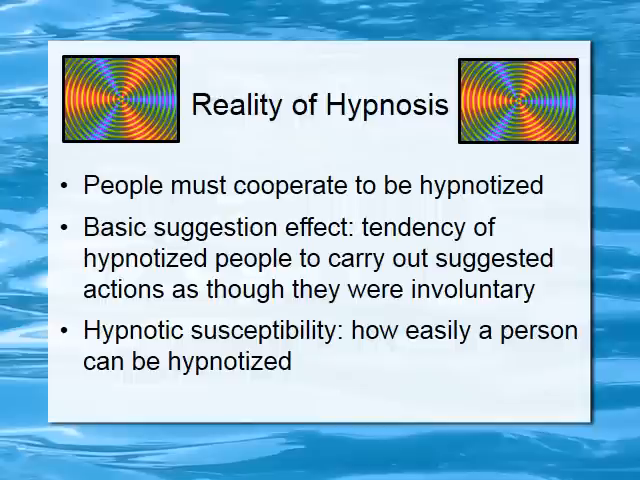 Reality of Hypnosis
• People must cooperate to be hypnotized
• Basic suggestion effect: tendency of
hypnotized people to carry out suggested
actions as though they were involuntary
• Hypnotic susceptibility: how easily a person
can be hypnotized